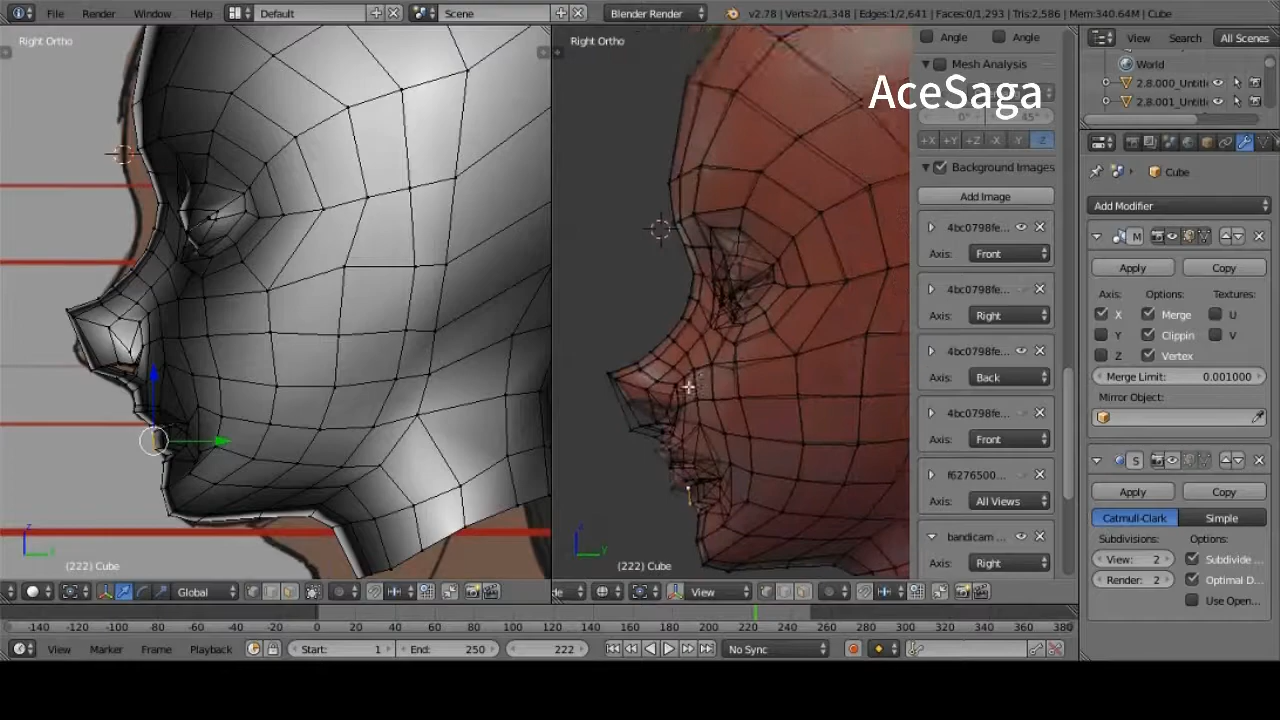 File Render Window Help Default Scene Blender Render v2.78 | Verts:2/1,348 | Edges:1/2,641 | Faces:0/1,293 | Tris:2,586 | Mem:340.64M | Cube
Right Ortho
Right Ortho
Angle Angle
Mesh Analysis
AceSaga
0° 45°
+X +Y +Z -X -Y -Z
Background Images
Add Image
4bc0798fe...
Axis: Front
4bc0798fe...
Axis: Right
4bc0798fe...
Axis: Back
4bc0798fe...
Axis: Front
f6276500...
Axis: All Views
bandicam
Axis: Right
View Search All Scenes
World
2.8.000_Untitle
2.8.001_Untitle
Cube
Add Modifier
M
Apply Copy
Axis: Options: Textures:
X Merge U
Y Clippin V
Z Vertex
Merge Limit: 0.001000
Mirror Object:
S
Apply Copy
Catmull-Clark Simple
Subdivisions: Options:
View: 2 Subdivide
Render: 2 Optimal D...
Use Open...
z
z
y
(222) Cube
(222) Cube
Global
de View
-140 -120 -100 -80 -60 -40 -20 0 20 40 60 80 100 120 140 160 180 200 220 240 260 280 300 320 340 360 380
View Marker Frame Playback Start: 1 End: 250 222 No Sync